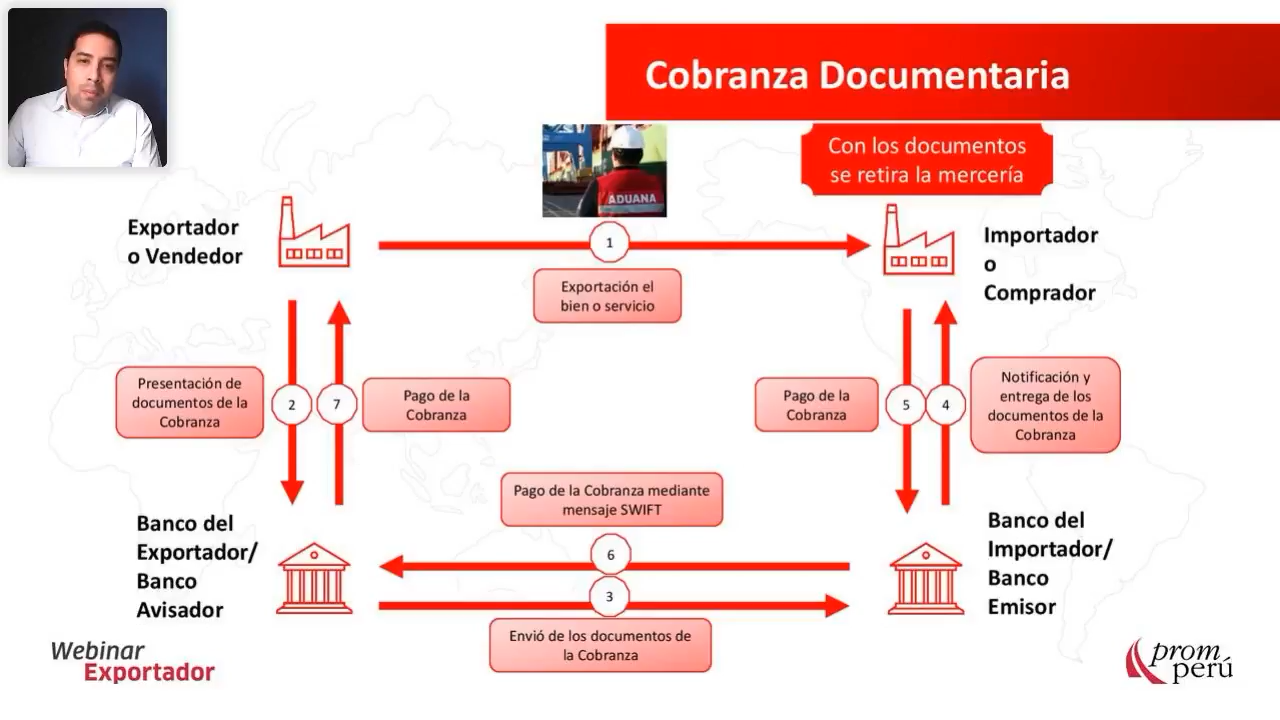 Cobranza Documentaria
Con los documentos
se retira la mercería
ADUANA
Exportador
o Vendedor
1
Importador
o
Comprador
Exportación el
bien o servicio
Presentación de
documentos de la
Cobranza
2
7
Pago de la
Cobranza
Pago de la
Cobranza
5
4
Notificación y
entrega de los
documentos de la
Cobranza
Pago de la Cobranza mediante
mensaje SWIFT
6
3
Envió de los documentos de
la Cobranza
Banco del
Exportador/
Banco
Avisador
Banco del
Importador/
Banco
Emisor
Webinar
Exportador
prom
perú